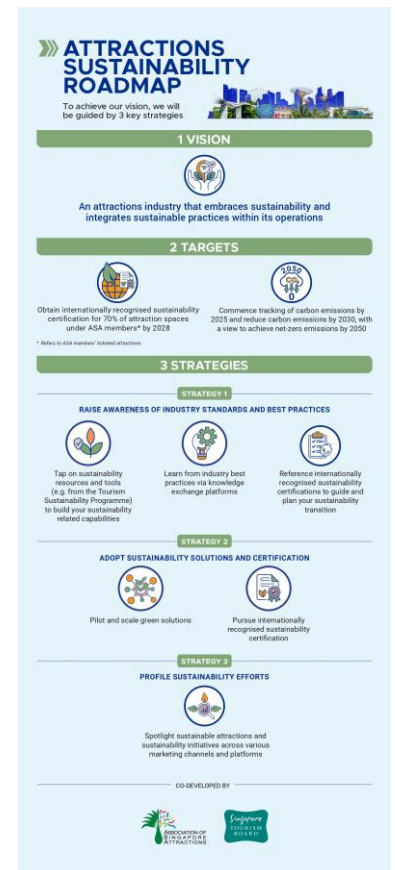 ATTRACTIONS
SUSTAINABILITY
ROADMAP
To achieve our vision, we will
be guided by 3 key strategies
1 VISION
An attractions industry that embraces sustainability and
integrates sustainable practices within its operations
2 TARGETS
2050
CO₂
0
Obtain internationally recognised sustainability
certification for 70% of attraction spaces
under ASA members* by 2028
Commence tracking of carbon emissions by
2025 and reduce carbon emissions by 2030, with
a view to achieve net-zero emissions by 2050
* Refers to ASA members' ticketed attractions.
3 STRATEGIES
STRATEGY 1
RAISE AWARENESS OF INDUSTRY STANDARDS AND BEST PRACTICES
Tap on sustainability
resources and tools
(e.g. from the Tourism
Sustainability Programme)
to build your sustainability
related capabilities
Learn from industry best
practices via knowledge
exchange platforms
Reference internationally
recognised sustainability
certifications to guide and
plan your sustainability
transition
STRATEGY 2
ADOPT SUSTAINABILITY SOLUTIONS AND CERTIFICATION
Pilot and scale green solutions
Pursue internationally
recognised sustainability
certification
STRATEGY 3
PROFILE SUSTAINABILITY EFFORTS
Spotlight sustainable attractions and
sustainability initiatives across various
marketing channels and platforms
CO-DEVELOPED BY
ASSOCIATION OF
SINGAPORE
ATTRACTIONS
Singapore
TOURISM
BOARD